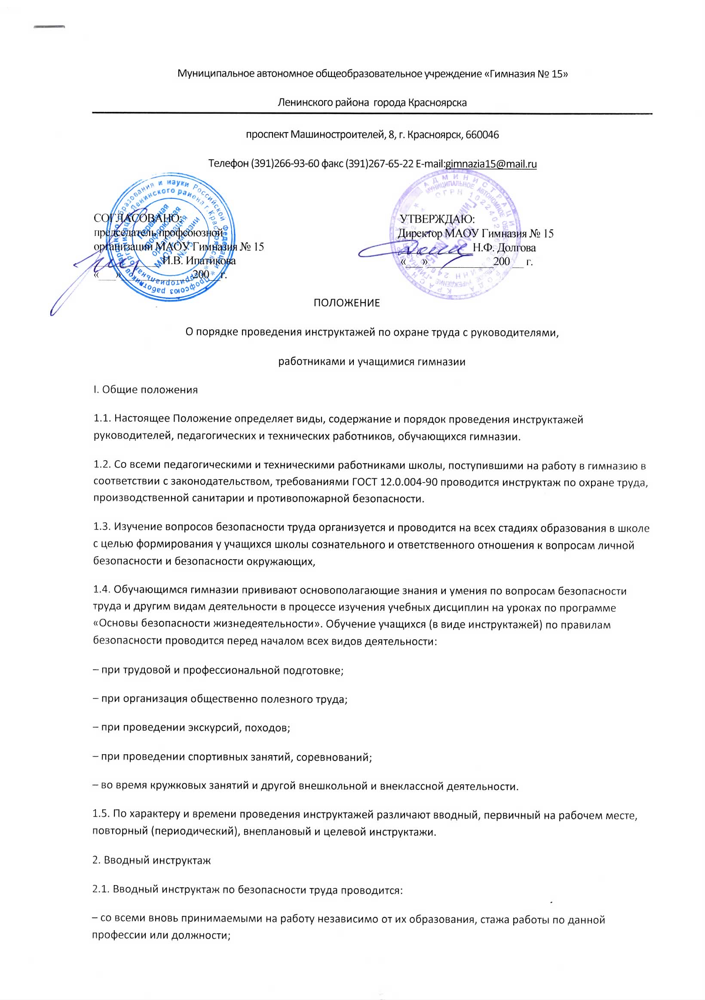 Муниципальное автономное общеобразовательное учреждение «Гимназия № 15»
Ленинского района города Красноярска
проспект Машиностроителей, 8, г. Красноярск, 660046
Телефон (391)266-93-60 факс (391)267-65-22 E-mail:gimnazia15@mail.ru
СОГЛАСОВАНО:
председатель профсоюзной
организации МАОУ Гимназия № 15
____________И.В. Ипатикова
«___»____________200__г.
Первичная
профсоюзная
организация
МАОУ Гимназии
№ 15
УТВЕРЖДАЮ:
Директор МАОУ Гимназия № 15
____________Н.Ф. Долгова
«___»____________200__ г.
ПОЛОЖЕНИЕ
О порядке проведения инструктажей по охране труда с руководителями,
работниками и учащимися гимназии
I. Общие положения
1.1. Настоящее Положение определяет виды, содержание и порядок проведения инструктажей
руководителей, педагогических и технических работников, обучающихся гимназии.
1.2. Со всеми педагогическими и техническими работниками школы, поступившими на работу в гимназию в
соответствии с законодательством, требованиями ГОСТ 12.0.004-90 проводится инструктаж по охране труда,
производственной санитарии и противопожарной безопасности.
1.3. Изучение вопросов безопасности труда организуется и проводится на всех стадиях образования в школе
с целью формирования у учащихся школы сознательного и ответственного отношения к вопросам личной
безопасности и безопасности окружающих,
1.4. Обучающимся гимназии прививают основополагающие знания и умения по вопросам безопасности
труда и другим видам деятельности в процессе изучения учебных дисциплин на уроках по программе
«Основы безопасности жизнедеятельности». Обучение учащихся (в виде инструктажей) по правилам
безопасности проводится перед началом всех видов деятельности:
– при трудовой и профессиональной подготовке;
– при организация общественно полезного труда;
– при проведении экскурсий, походов;
– при проведении спортивных занятий, соревнований;
– во время кружковых занятий и другой внешкольной и внеклассной деятельности.
1.5. По характеру и времени проведения инструктажей различают вводный, первичный на рабочем месте,
повторный (периодический), внеплановый и целевой инструктажи.
2. Вводный инструктаж
2.1. Вводный инструктаж по безопасности труда проводится:
– со всеми вновь принимаемыми на работу независимо от их образования, стажа работы по данной
профессии или должности;